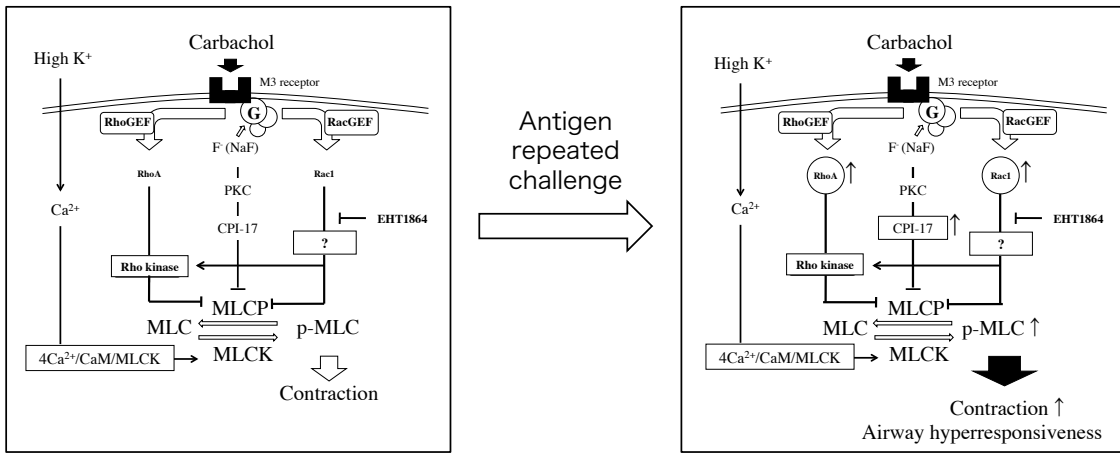 Carbachol
High K⁺
M3 receptor
RhoGEF
G
RacGEF
F⁻ (NaF)
RhoA
PKC
Rac1
Ca²⁺
EHT1864
CPI-17
?
Rho kinase
MLCP
MLC
p-MLC
4Ca²⁺/CaM/MLCK
MLCK
Contraction
Antigen
repeated
challenge
Carbachol
High K⁺
M3 receptor
RhoGEF
G
RacGEF
F⁻ (NaF)
RhoA ↑
PKC
Rac1 ↑
Ca²⁺
EHT1864
CPI-17 ↑
?
Rho kinase
MLCP
MLC
p-MLC ↑
4Ca²⁺/CaM/MLCK
MLCK
Contraction ↑
Airway hyperresponsiveness